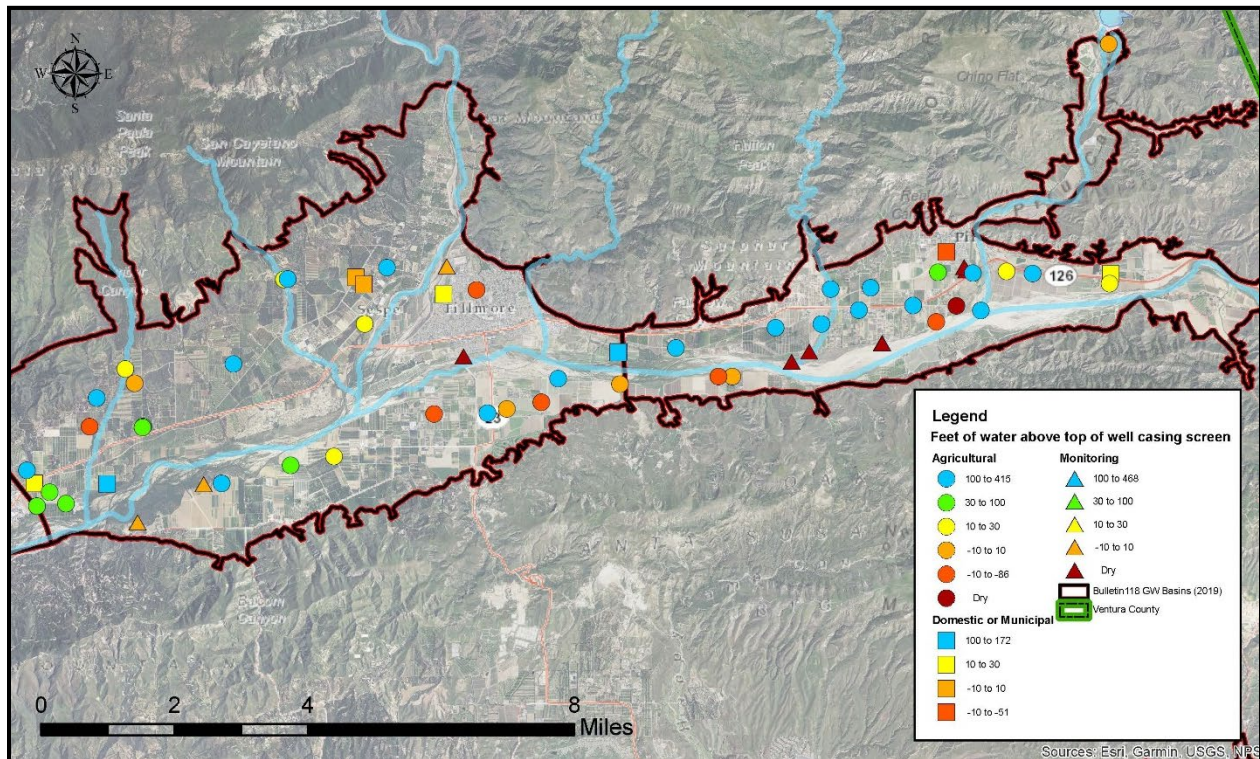 N
W E
S
Santa
Paula
Peak
San Cayetano
Mountain
Chino Flat
Hutton
Peak
Sulphur
Mountain
Fillmore
126
23
Canyon
Legend
Feet of water above top of well casing screen
Agricultural
100 to 415
30 to 100
10 to 30
-10 to 10
-10 to -86
Dry
Domestic or Municipal
100 to 172
10 to 30
-10 to 10
-10 to -51
Monitoring
100 to 468
30 to 100
10 to 30
-10 to 10
Dry
Bulletin118 GW Basins (2019)
Ventura County
0 2 4 8
Miles
Sources: Esri, Garmin, USGS, NPS